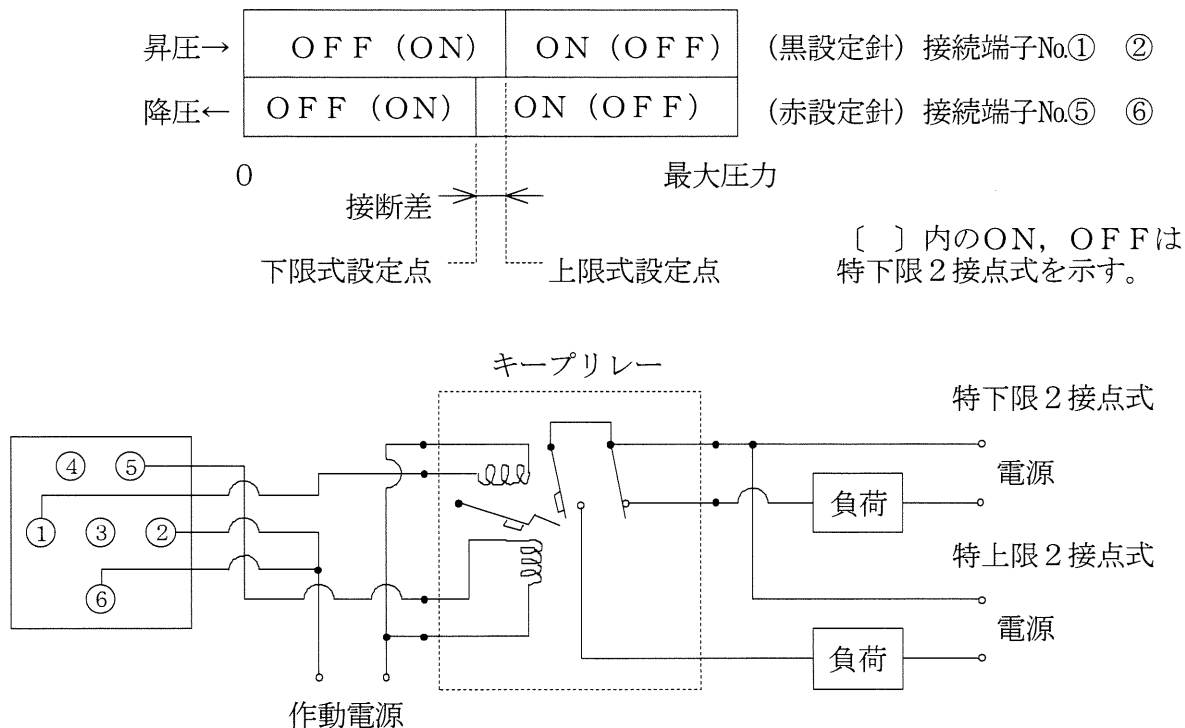 昇圧→ OFF (ON) ON (OFF) (黒設定針) 接続端子No.① ②
降圧← OFF (ON) ON (OFF) (赤設定針) 接続端子No.⑤ ⑥
0 最大圧力
接断差
〔 〕内のON，OFFは
下限式設定点 上限式設定点 特下限2接点式を示す。
キープリレー
特下限2接点式
④ ⑤
電源
負荷
① ③ ②
特上限2接点式
⑥
電源
負荷
作動電源